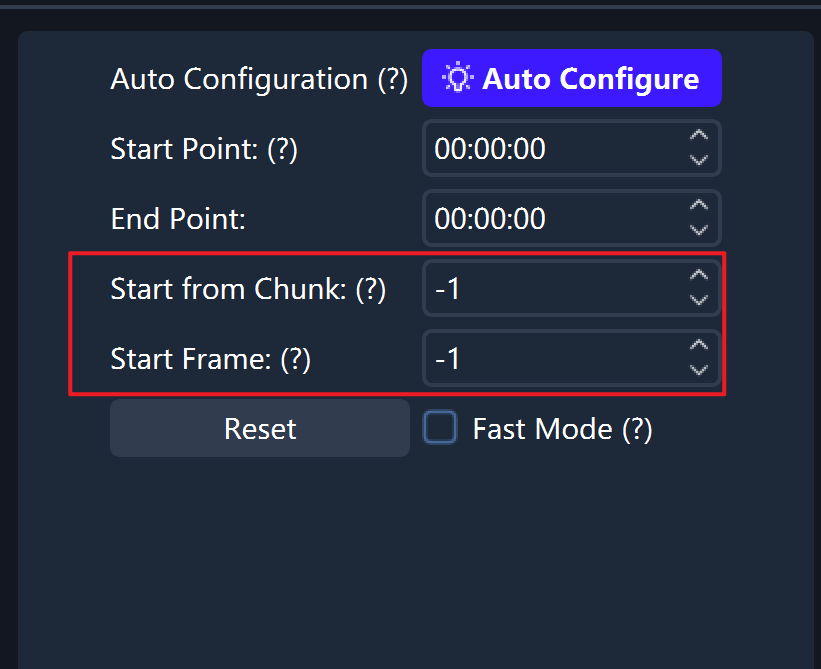 Auto Configuration (?) Auto Configure
Start Point: (?) 00:00:00
End Point: 00:00:00
Start from Chunk: (?) -1
Start Frame: (?) -1
Reset Fast Mode (?)